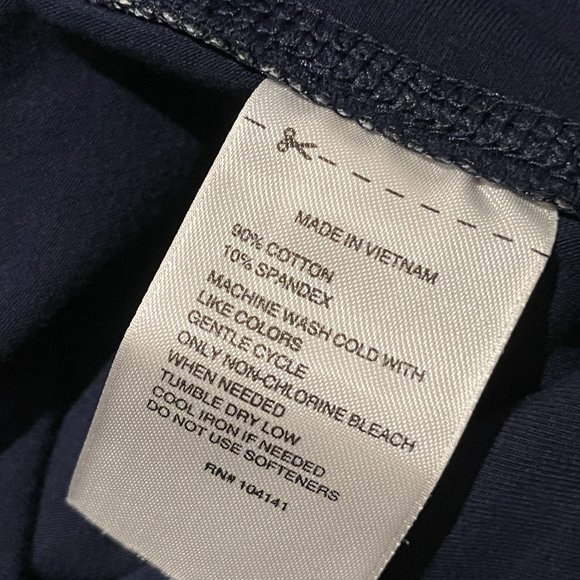 MADE IN VIETNAM
90% COTTON
10% SPANDEX
MACHINE WASH COLD WITH
LIKE COLORS
GENTLE CYCLE
ONLY NON-CHLORINE BLEACH
WHEN NEEDED
TUMBLE DRY LOW
COOL IRON IF NEEDED
DO NOT USE SOFTENERS
RN# 104141